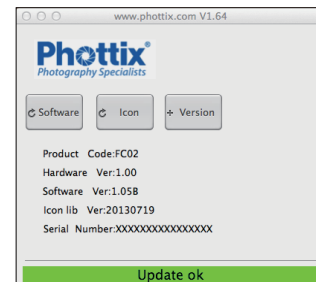 www.phottix.com V1.64
Phottix®
Photography Specialists
Software Icon Version
Product Code:FC02
Hardware Ver:1.00
Software Ver:1.05B
Icon lib Ver:20130719
Serial Number:XXXXXXXXXXXXXXXX
Update ok